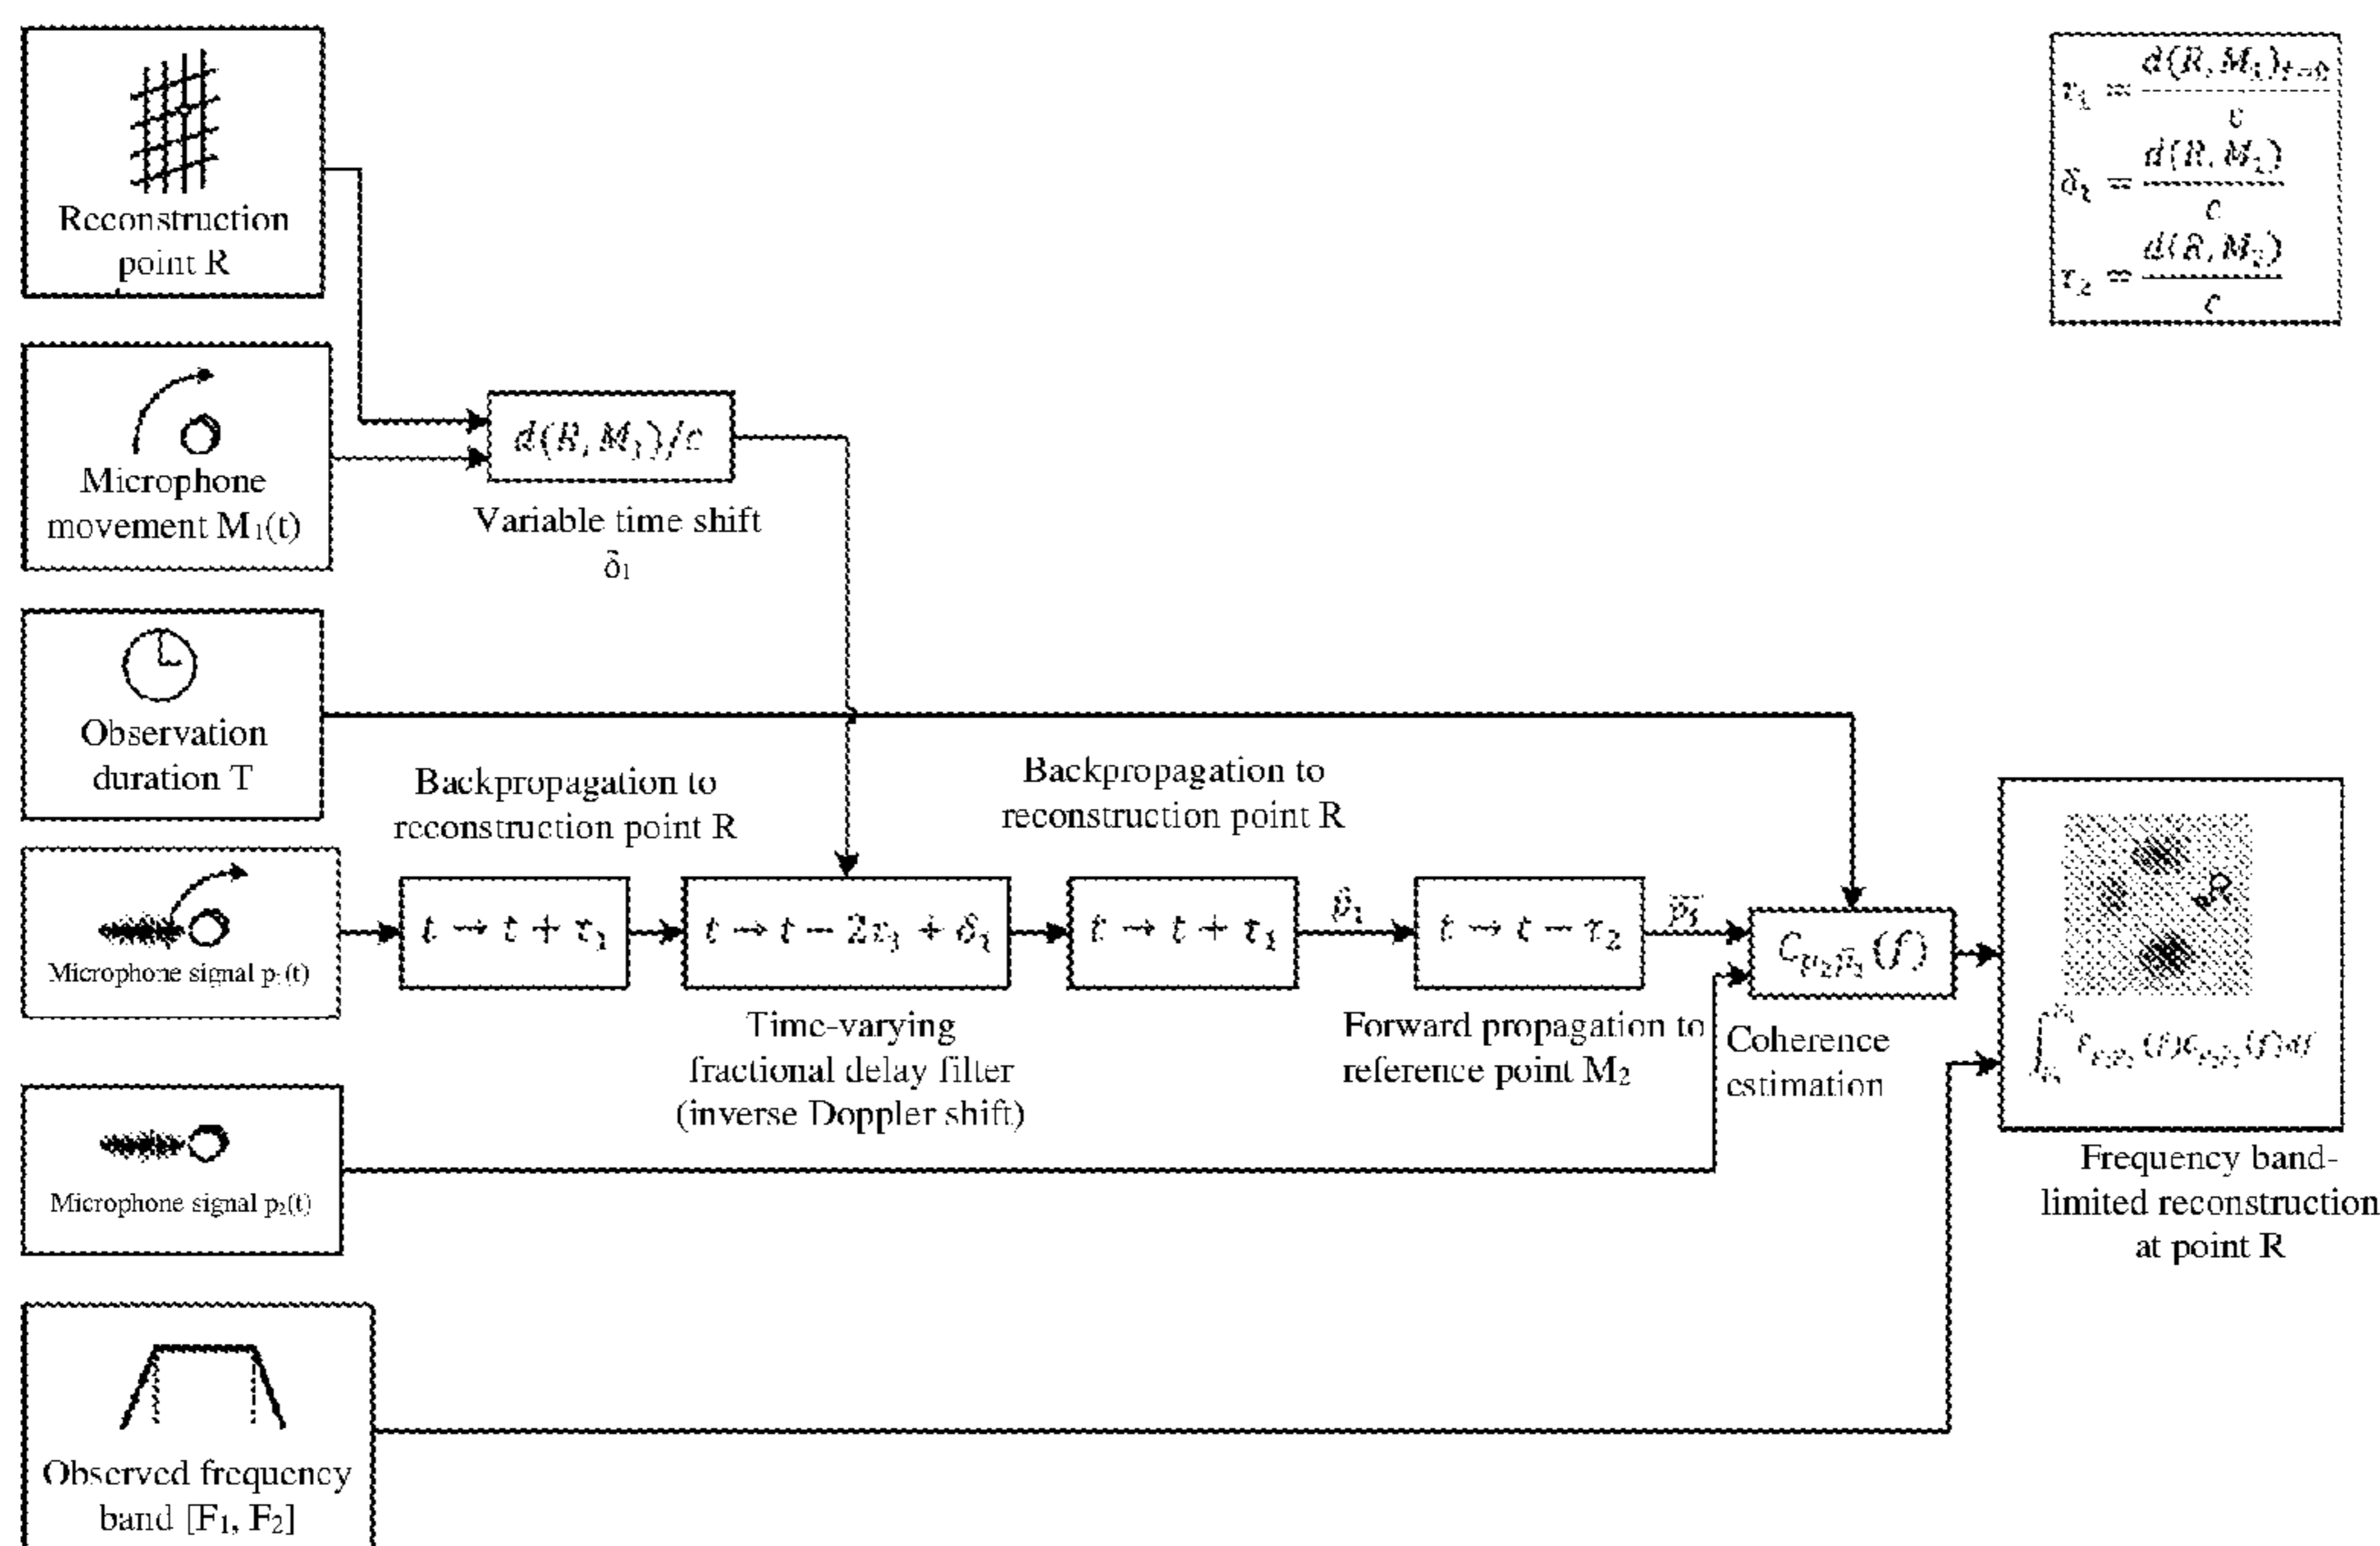 Reconstruction
point R
Microphone
movement M₁(t)
Observation
duration T
Microphone signal p₁(t)
Microphone signal p₂(t)
Observed frequency
band [F₁, F₂]
d(R, M₁)/c
Variable time shift
δ₁
Backpropagation to
reconstruction point R
t → t + τ₁
t → t − 2τ₁ + δ₁
Time-varying
fractional delay filter
(inverse Doppler shift)
Backpropagation to
reconstruction point R
t → t + τ₁
p̂₁
t → t − τ₂
Forward propagation to
reference point M₂
Coherence
estimation
Frequency band-
limited reconstruction
at point R
τ₁ = d(R, M₁)ₜ₌₀ / c
δ₁ = d(R, M₁) / c
τ₂ = d(R, M₂) / c